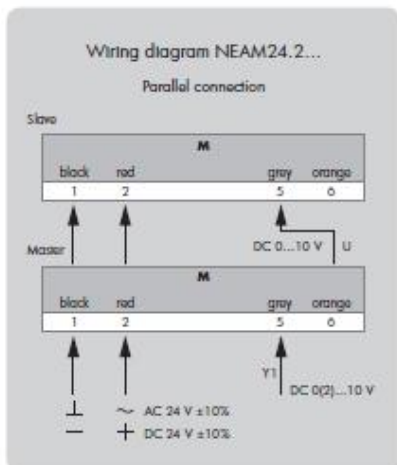 Wiring diagram NEAM24.2...
Parallel connection
Slave
M
black red grey orange
1 2 5 6
DC 0...10 V U
Master
M
black red grey orange
1 2 5 6
Y1
DC 0(2)...10 V
⊥ ~ AC 24 V ±10%
− + DC 24 V ±10%